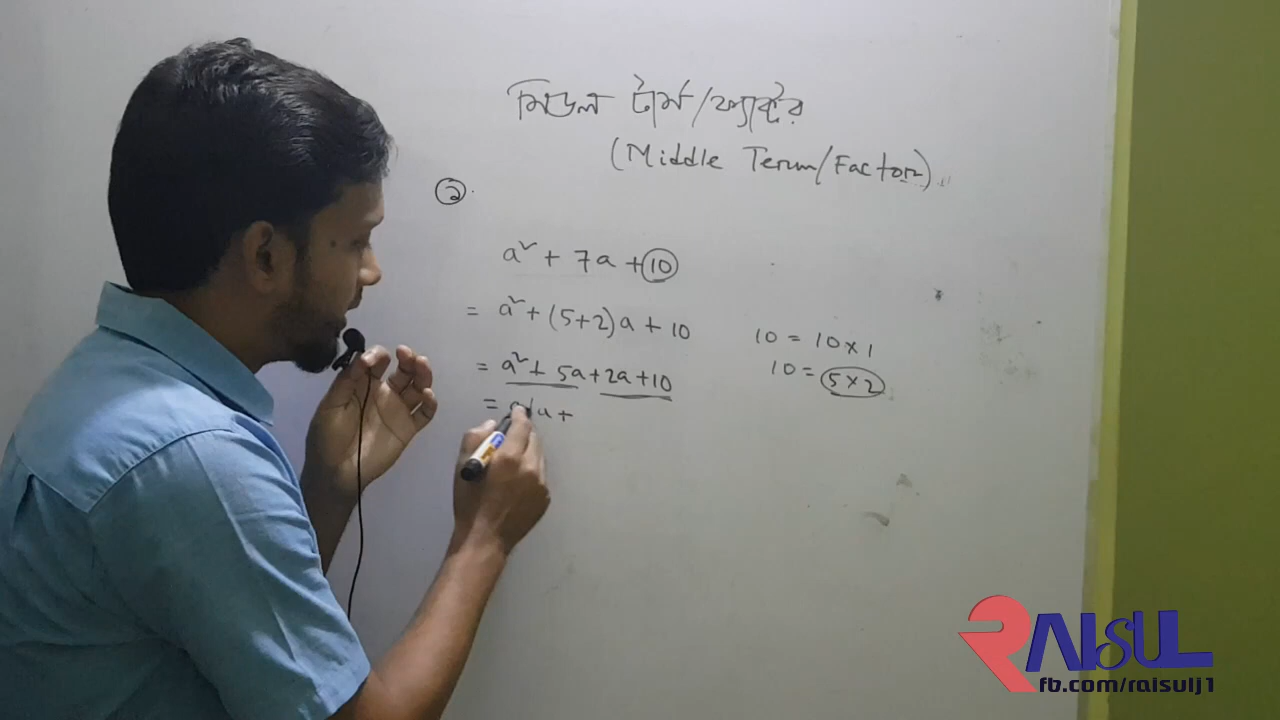 মিডল টার্ম/ফ্যাক্টর
(Middle Term/Factor)
২.
a² + 7a + 10
= a² + (5+2)a + 10
= a² + 5a + 2a + 10
= a(a +
10 = 10 × 1
10 = 5 × 2
RAISUL
fb.com/raisulj1